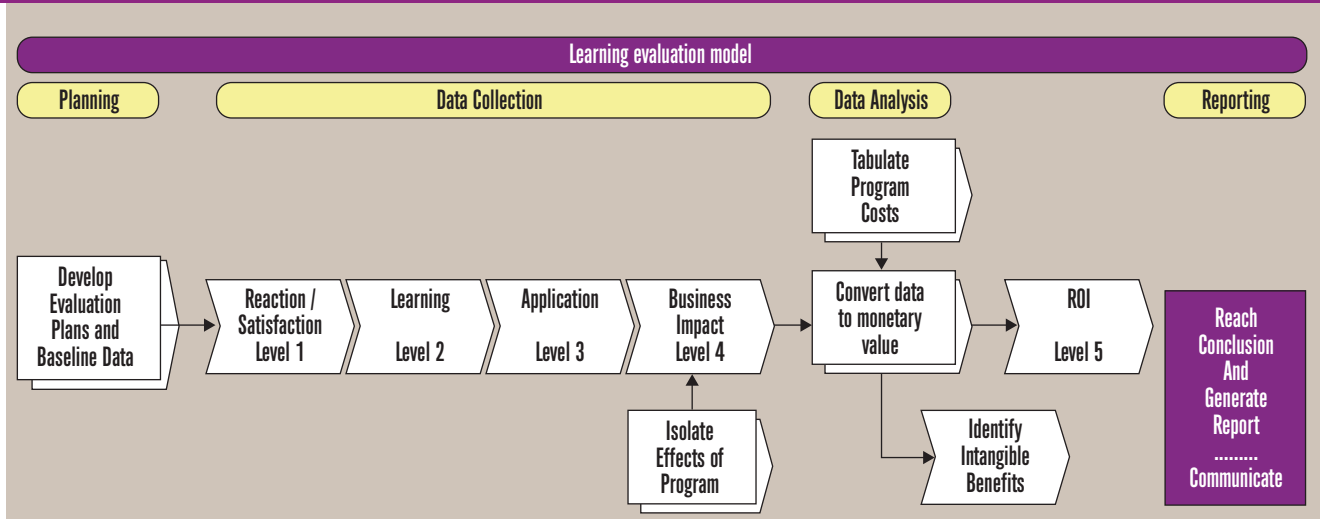 Learning evaluation model
Planning
Data Collection
Data Analysis
Reporting
Tabulate
Program
Costs
Develop
Evaluation
Plans and
Baseline Data
Reaction /
Satisfaction
Level 1
Learning
Level 2
Application
Level 3
Business
Impact
Level 4
Convert data
to monetary
value
ROI
Level 5
Reach
Conclusion
And
Generate
Report
.........
Communicate
Isolate
Effects of
Program
Identify
Intangible
Benefits